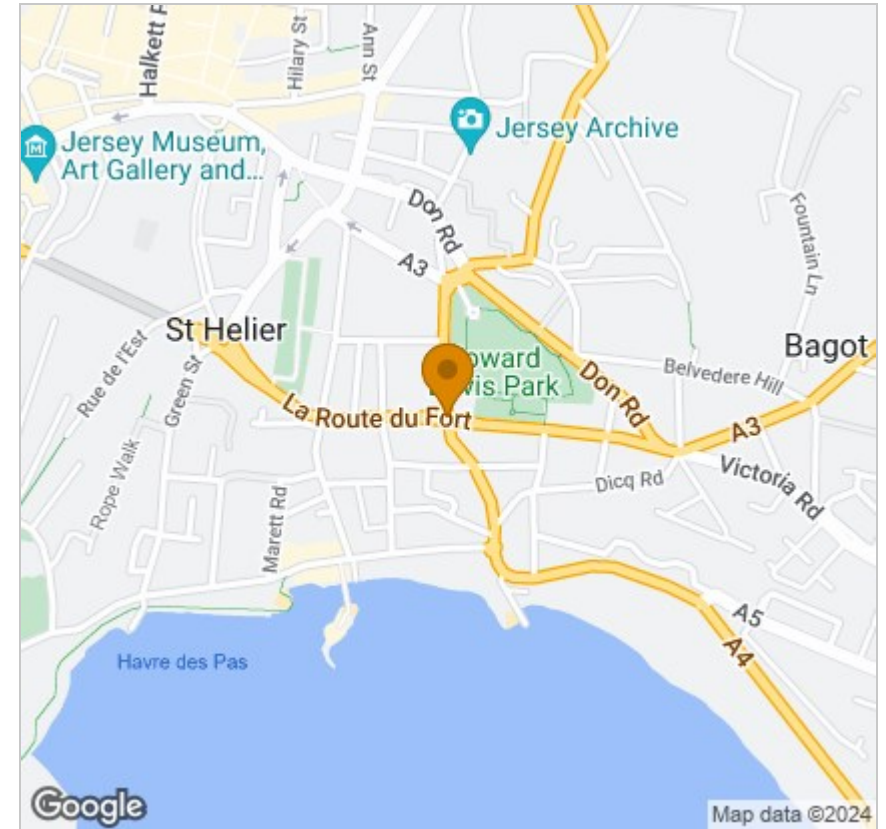 Halkett
Hilary St
Ann St
Jersey Museum,
Art Gallery and...
Jersey Archive
Don Rd
A3
Fountain Ln
St Helier
Bagot
Rue de l'Est
Green St
Belvedere Hill
La Route du Fort
Don Rd
A3
Victoria Rd
Dicq Rd
Rope Walk
Marett Rd
A5
A4
Havre des Pas
Park
Google
Map data ©2024